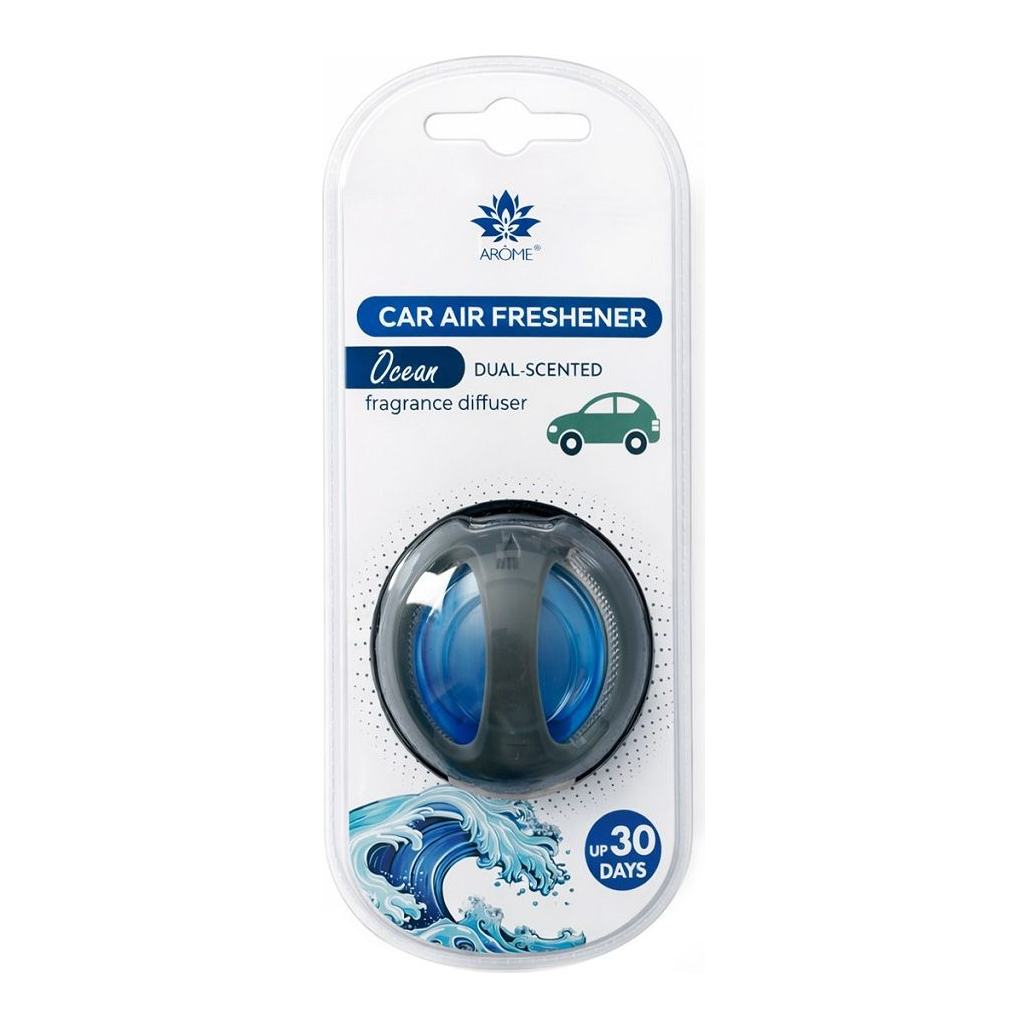 ARÔME®
CAR AIR FRESHENER
Ocean DUAL-SCENTED
fragrance diffuser
UP 30
DAYS